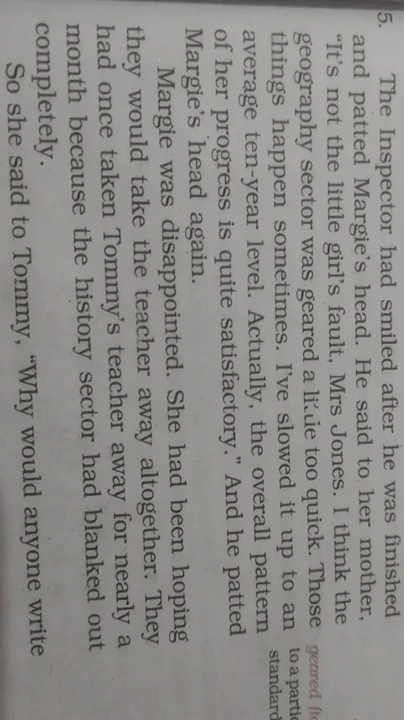 5. The Inspector had smiled after he was finished
and patted Margie's head. He said to her mother,
"It's not the little girl's fault, Mrs Jones. I think the
geography sector was geared a little too quick. Those
things happen sometimes. I've slowed it up to an
average ten-year level. Actually, the overall pattern
of her progress is quite satisfactory." And he patted
Margie's head again.
Margie was disappointed. She had been hoping
they would take the teacher away altogether. They
had once taken Tommy's teacher away for nearly a
month because the history sector had blanked out
completely.
So she said to Tommy, "Why would anyone write
geared
to a
standard